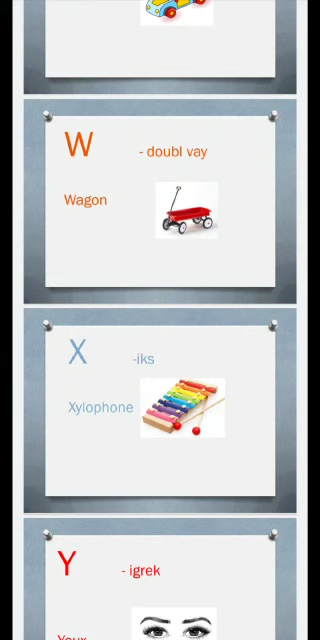 W - doubl vay
Wagon
X -iks
Xylophone
Y - igrek